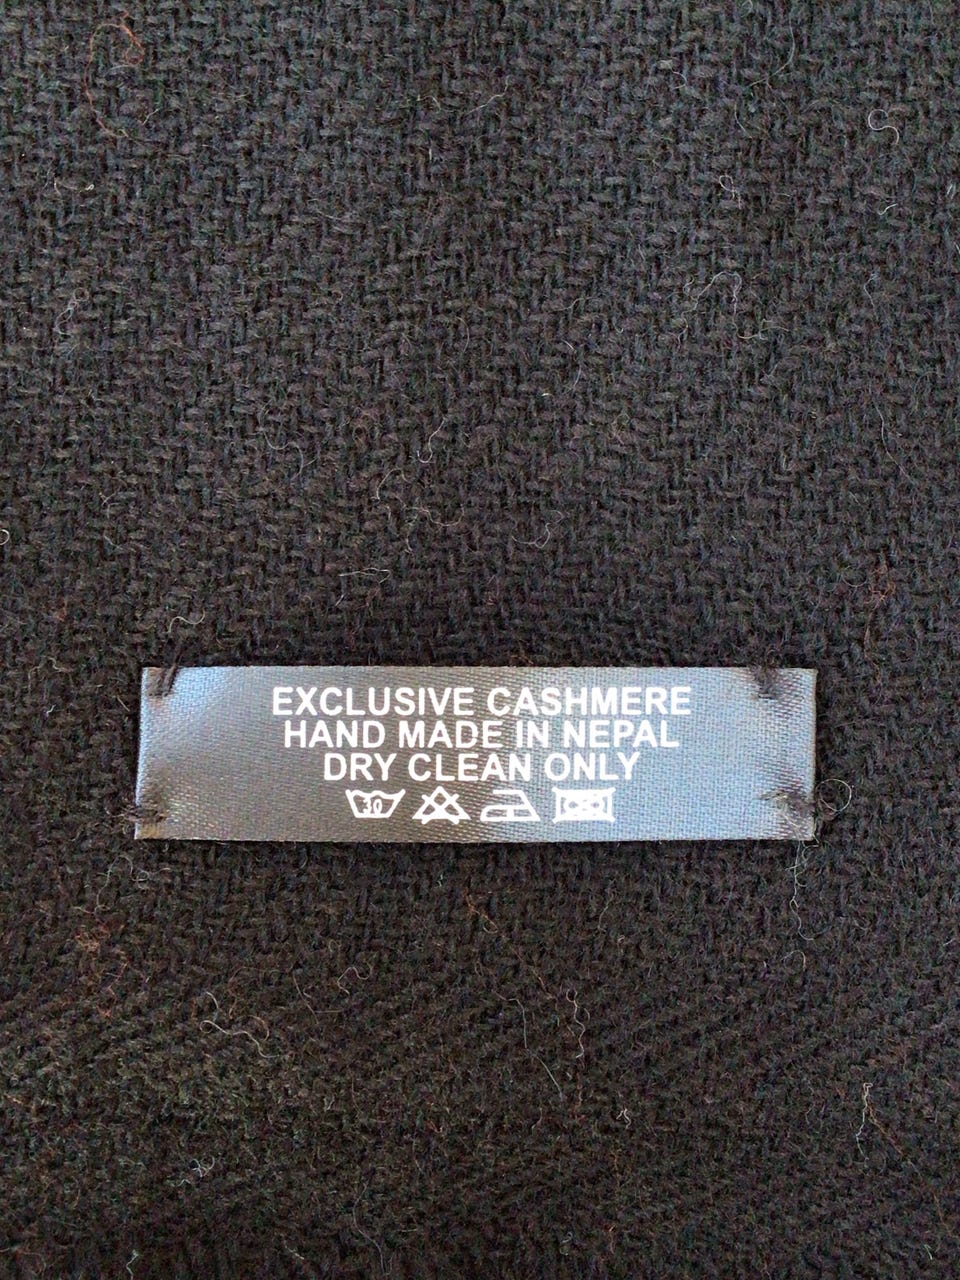 EXCLUSIVE CASHMERE
HAND MADE IN NEPAL
DRY CLEAN ONLY
30